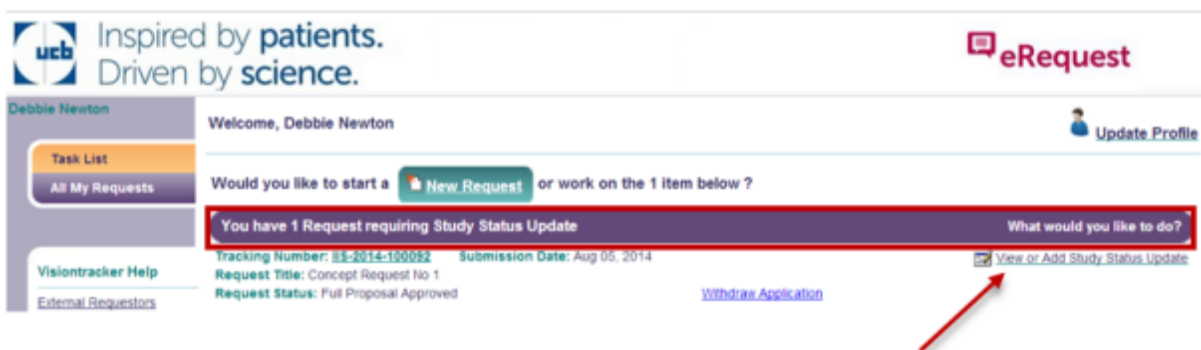 ucb
Inspired by patients.
Driven by science.
eRequest
Debbie Newton
Welcome, Debbie Newton
Update Profile
Task List
All My Requests
Would you like to start a New Request or work on the 1 item below ?
You have 1 Request requiring Study Status Update What would you like to do?
Tracking Number: IIS-2014-100092 Submission Date: Aug 05, 2014 View or Add Study Status Update
Visiontracker Help
Request Title: Concept Request No 1
External Requestors
Request Status: Full Proposal Approved Withdraw Application